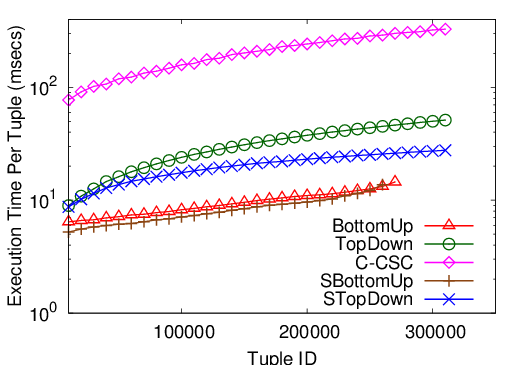 Execution Time Per Tuple (msecs)
10^2
10^1
10^0
BottomUp
TopDown
C-CSC
SBottomUp
STopDown
100000 200000 300000
Tuple ID